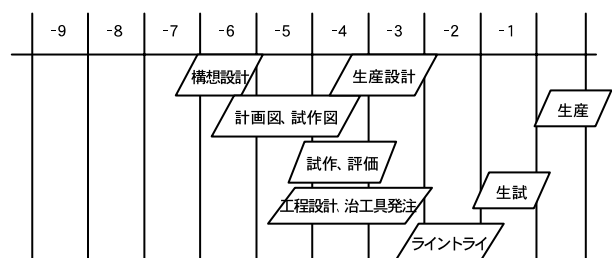 -9 -8 -7 -6 -5 -4 -3 -2 -1
構想設計
生産設計
計画図、試作図
生産
試作、評価
工程設計、治工具発注
生試
ライントライ